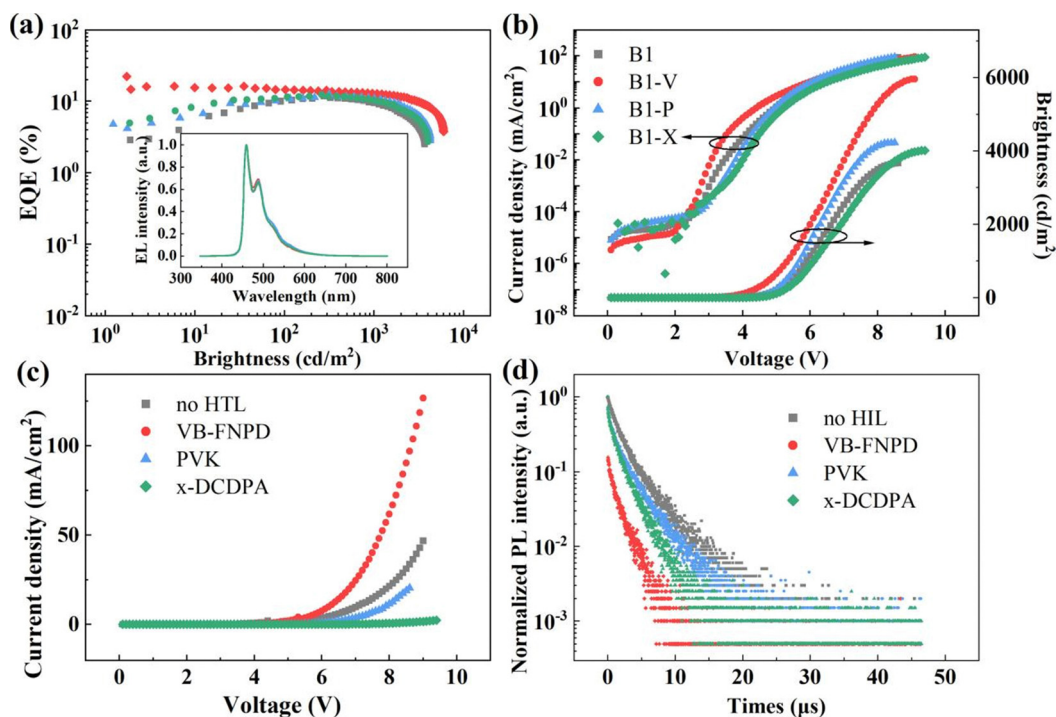 (a)
10²
10¹
10⁰
10⁻¹
10⁻²
EQE (%)
10⁰ 10¹ 10² 10³ 10⁴
Brightness (cd/m²)
EL intensity (a.u.)
1.0
0.8
0.6
0.4
0.2
0.0
300 400 500 600 700 800
Wavelength (nm)
(b)
Current density (mA/cm²)
10²
10⁰
10⁻²
10⁻⁴
10⁻⁶
10⁻⁸
B1
B1-V
B1-P
B1-X
6000
4000
2000
0
Brightness (cd/m²)
0 2 4 6 8 10
Voltage (V)
(c)
Current density (mA/cm²)
100
50
0
no HTL
VB-FNPD
PVK
x-DCDPA
0 2 4 6 8 10
Voltage (V)
(d)
Normalized PL intensity (a.u.)
10⁰
10⁻¹
10⁻²
10⁻³
no HIL
VB-FNPD
PVK
x-DCDPA
0 10 20 30 40 50
Times (μs)